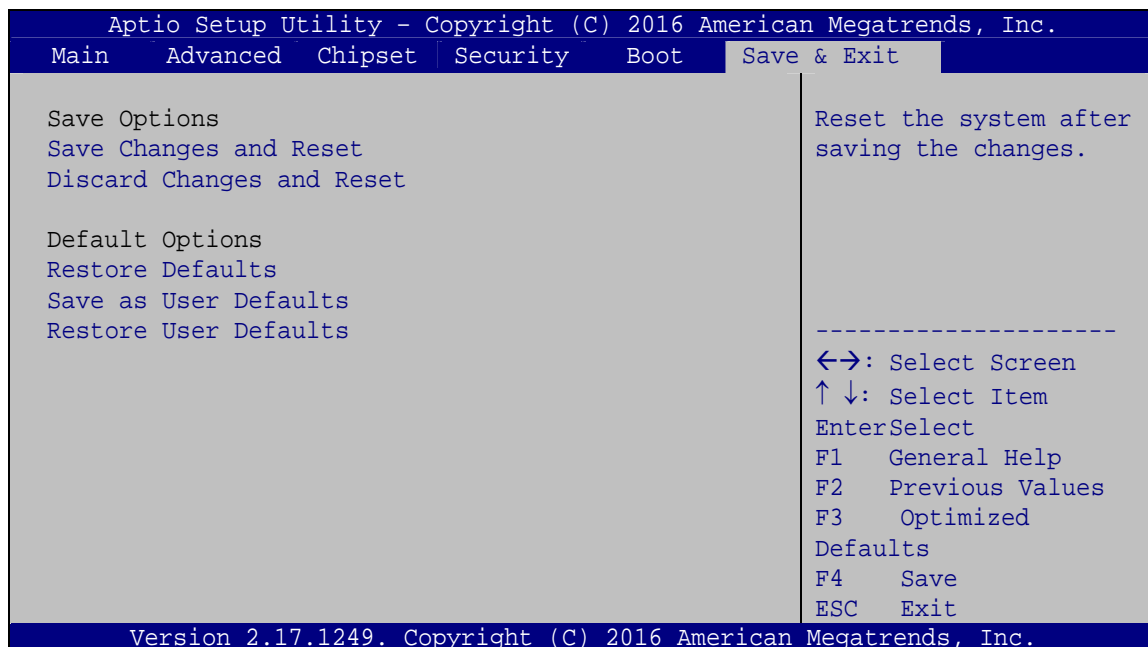 Aptio Setup Utility – Copyright (C) 2016 American Megatrends, Inc.
Main Advanced Chipset Security Boot Save & Exit
Save Options
Save Changes and Reset
Discard Changes and Reset
Default Options
Restore Defaults
Save as User Defaults
Restore User Defaults
Reset the system after
saving the changes.
---------------------
←→: Select Screen
↑ ↓: Select Item
EnterSelect
F1 General Help
F2 Previous Values
F3 Optimized
Defaults
F4 Save
ESC Exit
Version 2.17.1249. Copyright (C) 2016 American Megatrends, Inc.